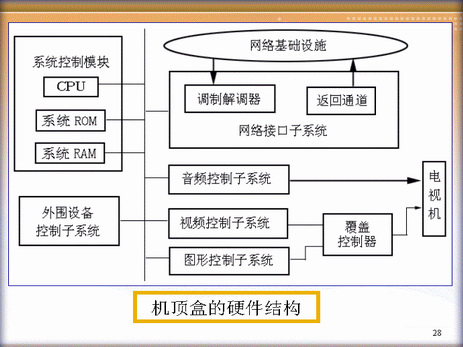 系统控制模块
CPU
系统 ROM
系统 RAM
外围设备
控制子系统
网络基础设施
调制解调器
返回通道
网络接口子系统
音频控制子系统
视频控制子系统
图形控制子系统
覆盖
控制器
电
视
机
机顶盒的硬件结构
28